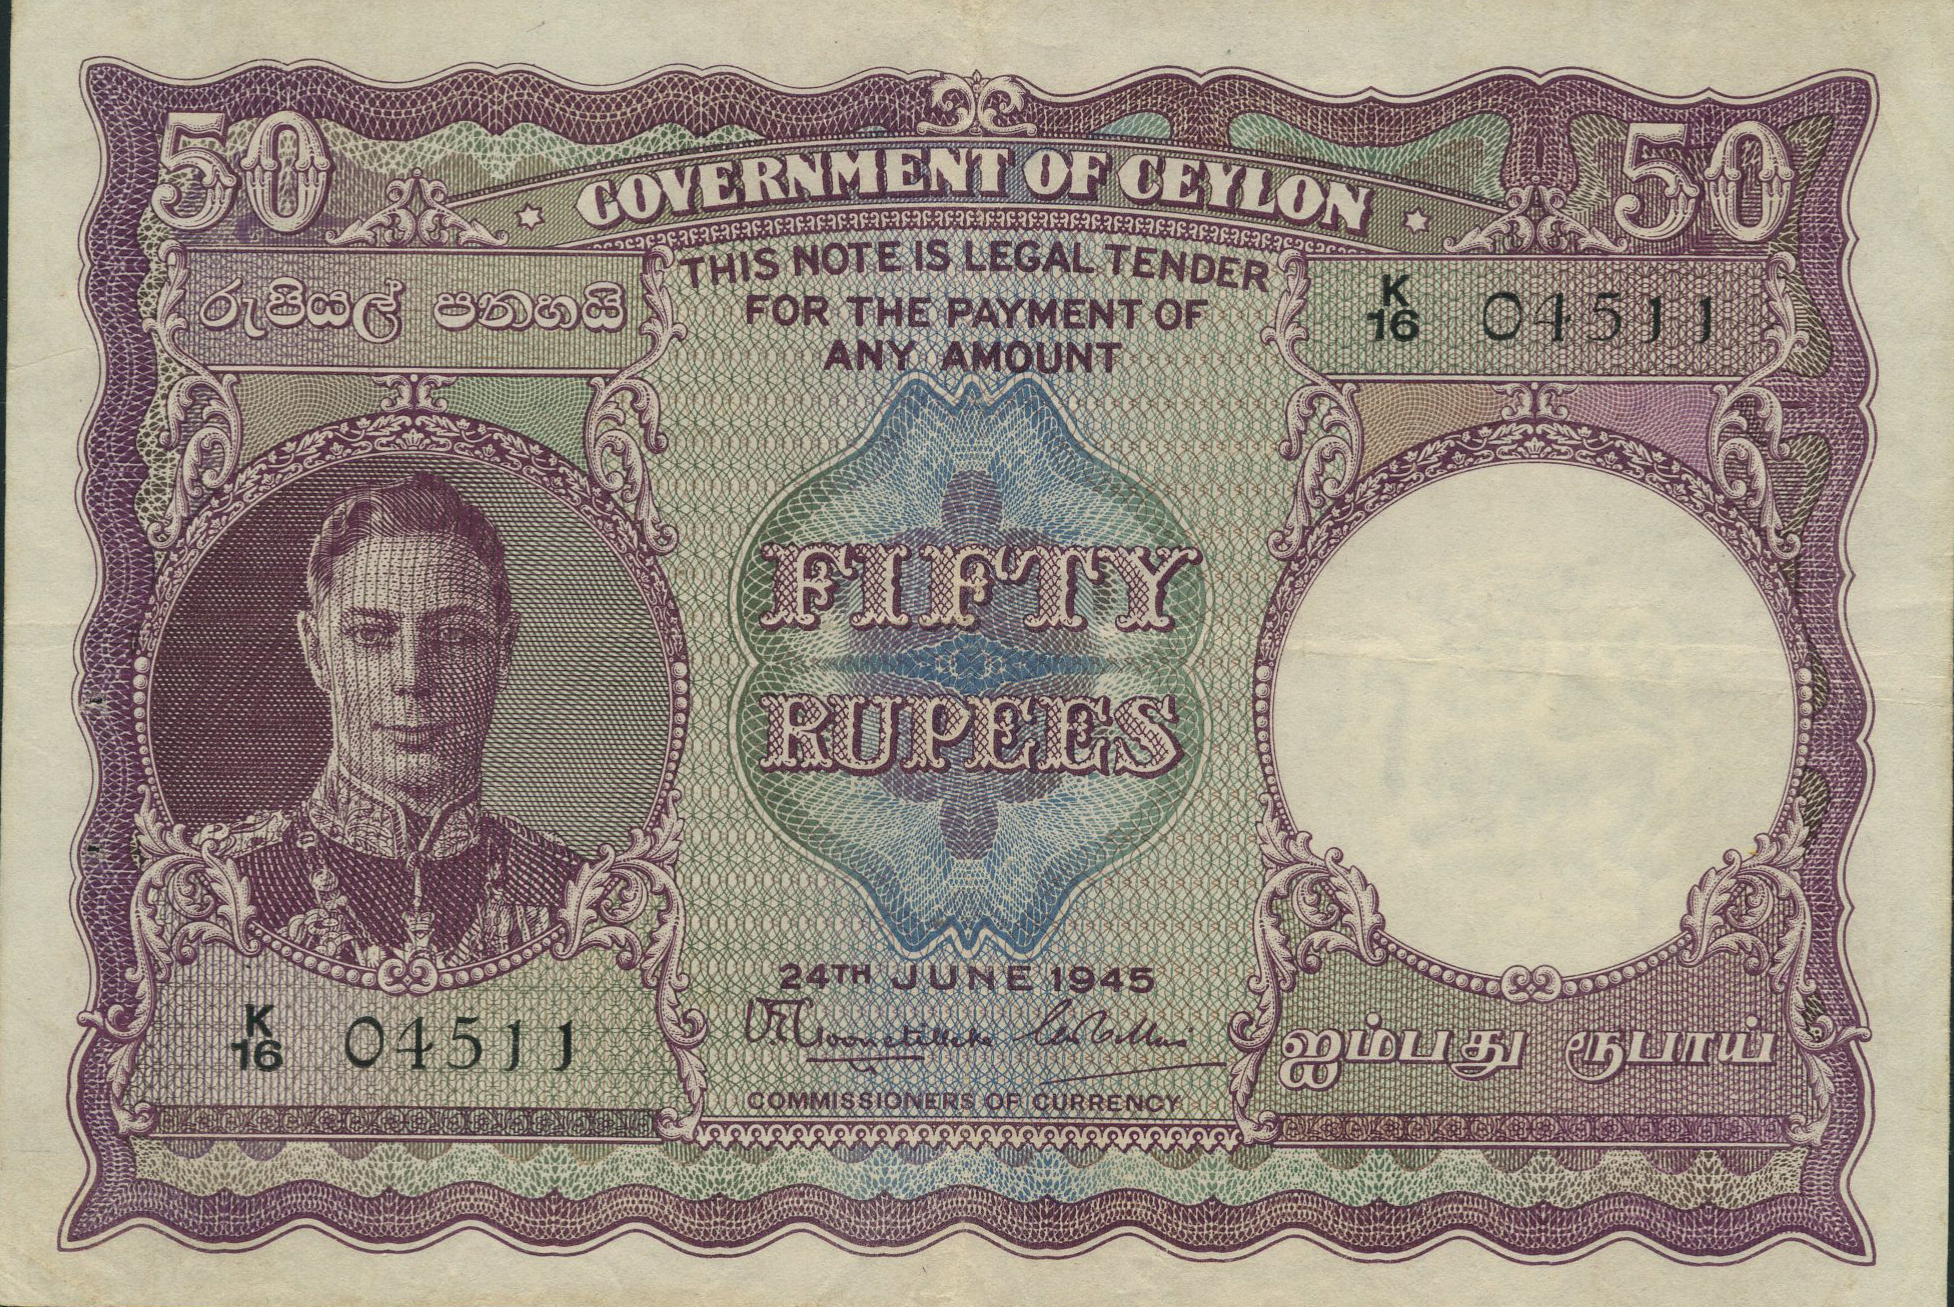 50 50
GOVERNMENT OF CEYLON
THIS NOTE IS LEGAL TENDER
FOR THE PAYMENT OF
ANY AMOUNT
රුපියල් පනහයි
K
16 04511
FIFTY
RUPEES
24TH JUNE 1945
COMMISSIONERS OF CURRENCY
K
16 04511
ஐம்பது ரூபாய்